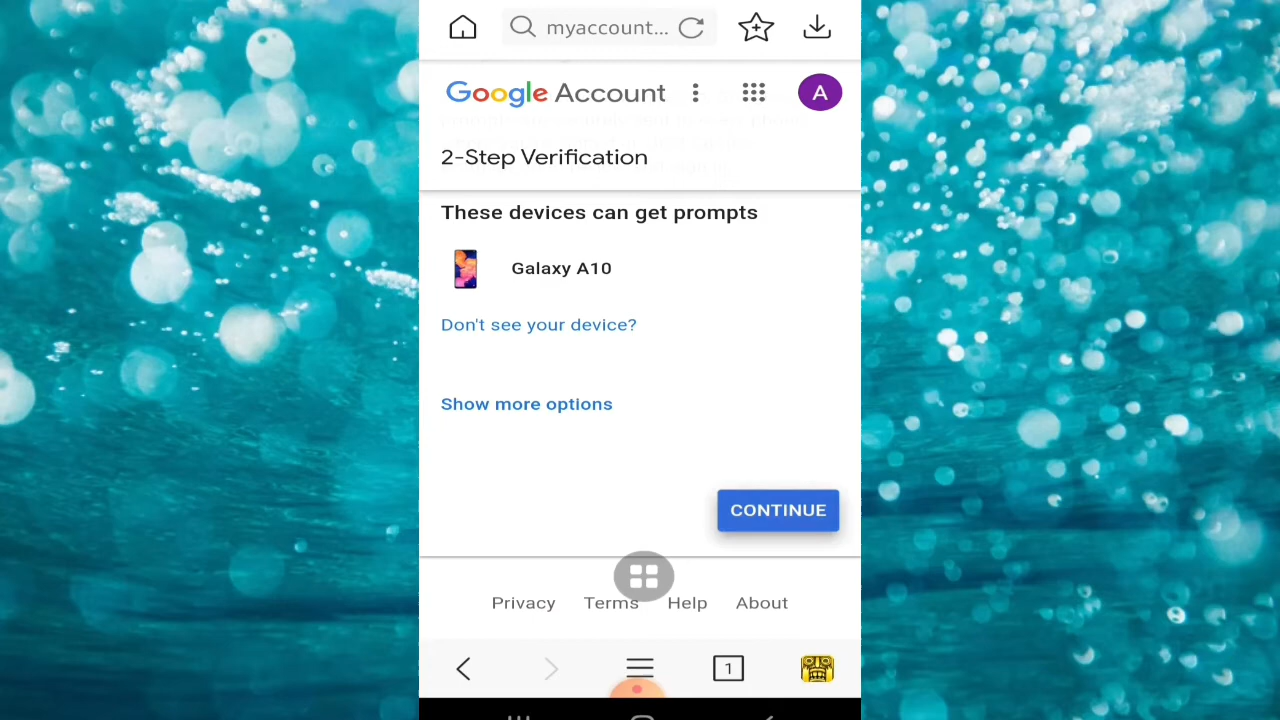 myaccount...
Google Account
A
2-Step Verification
These devices can get prompts
Galaxy A10
Don't see your device?
Show more options
CONTINUE
Privacy Terms Help About
1